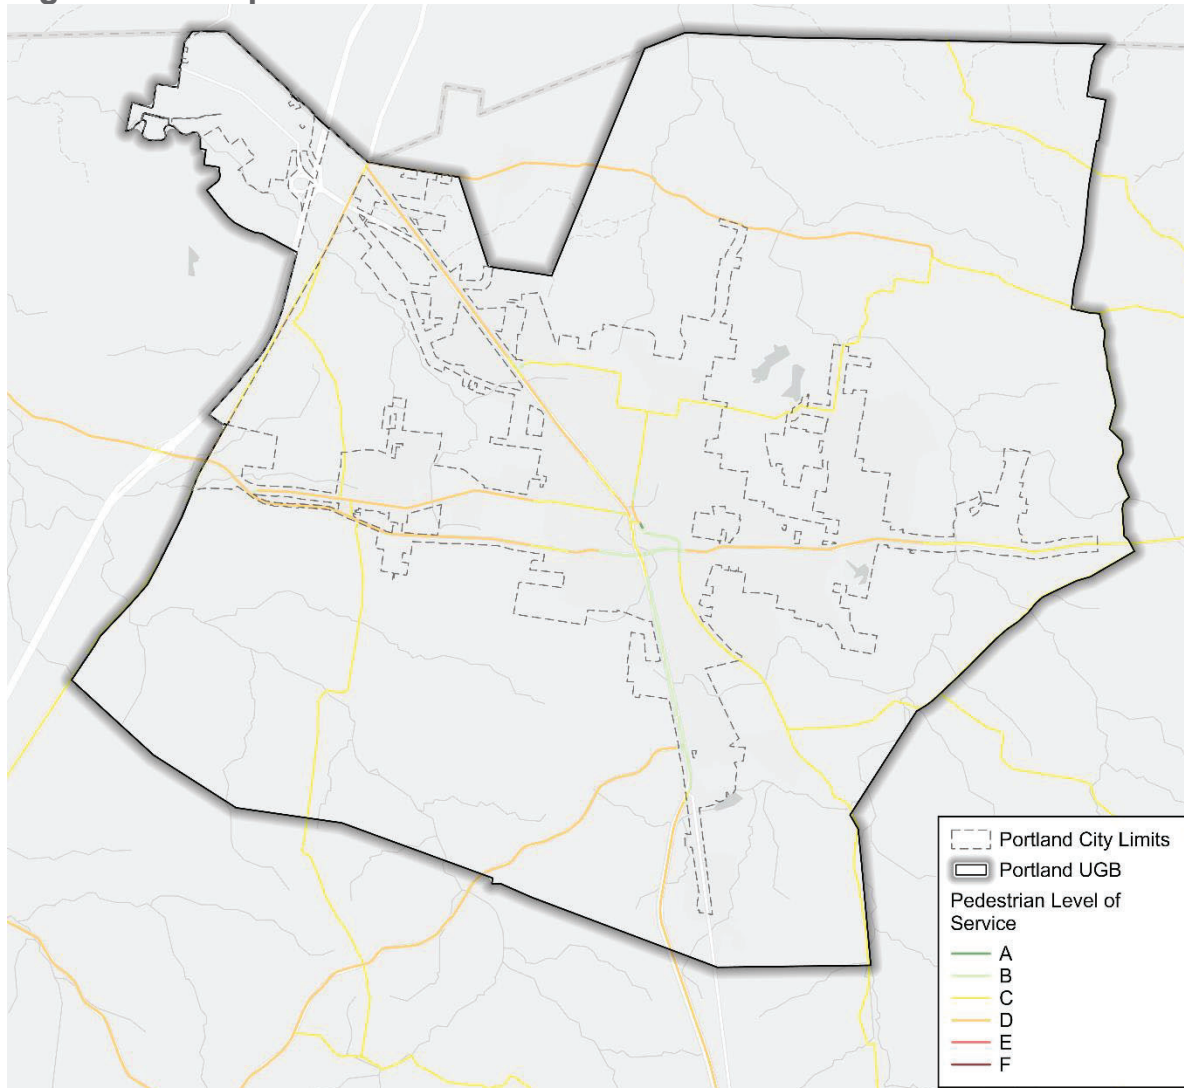 Portland City Limits
Portland UGB
Pedestrian Level of
Service
A
B
C
D
E
F